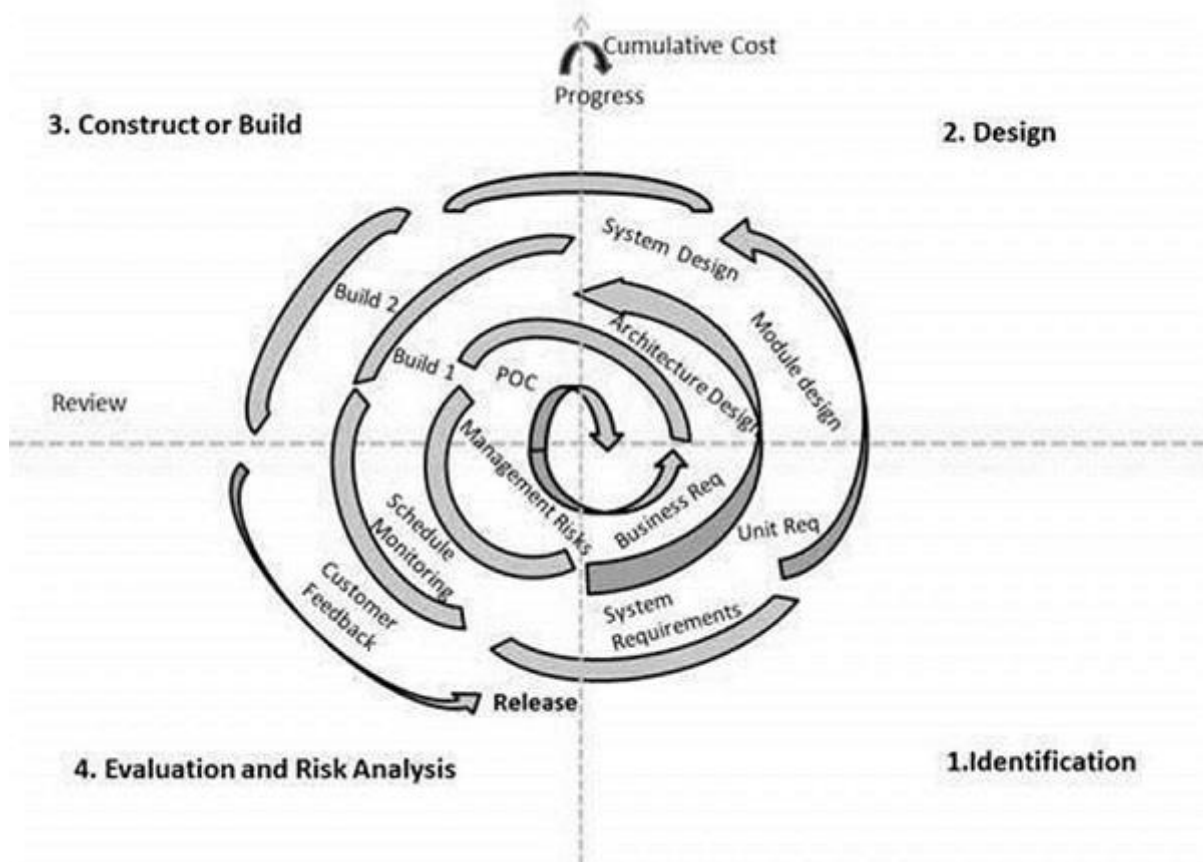 Cumulative Cost
Progress
3. Construct or Build
2. Design
System Design
Build 2
Module design
Architecture Design
Build 1
POC
Review
Management Risks
Business Req
Unit Req
Schedule
Monitoring
System
Requirements
Customer
Feedback
Release
4. Evaluation and Risk Analysis
1.Identification